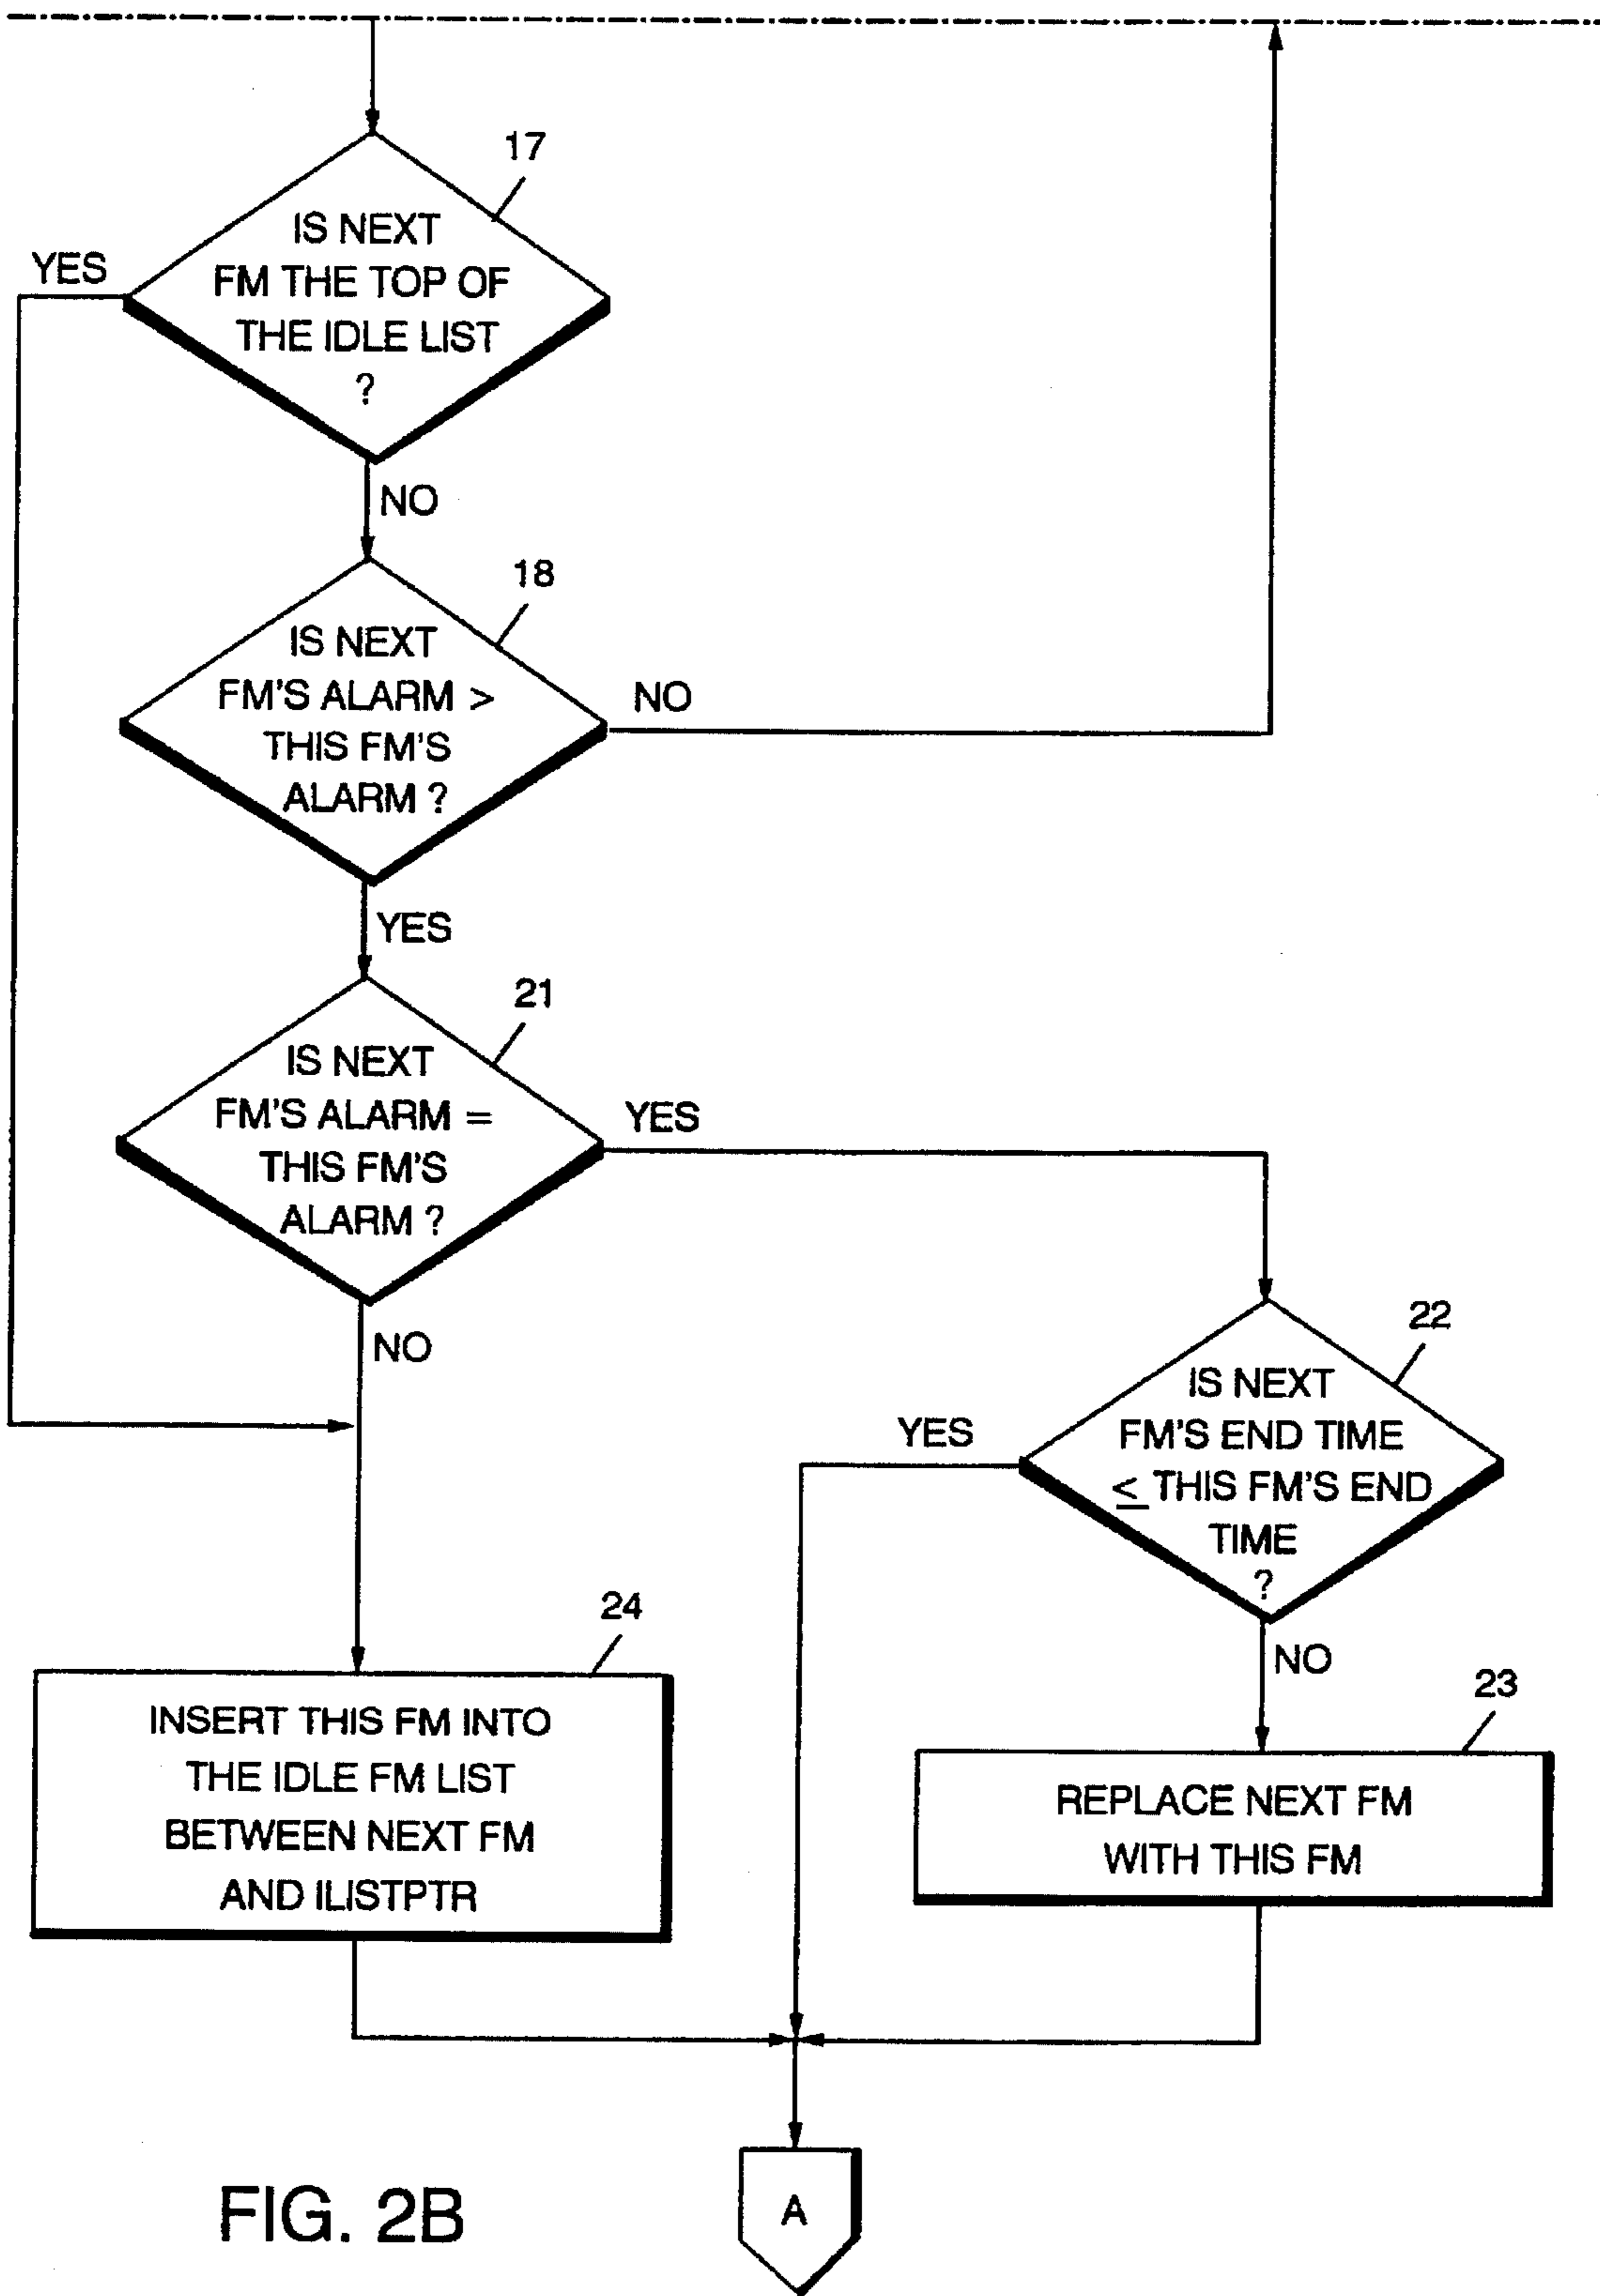 17
IS NEXT
FM THE TOP OF
THE IDLE LIST
?
YES
NO
18
IS NEXT
FM'S ALARM >
THIS FM'S
ALARM ?
NO
YES
21
IS NEXT
FM'S ALARM =
THIS FM'S
ALARM ?
YES
NO
22
IS NEXT
FM'S END TIME
≤ THIS FM'S END
TIME
?
YES
NO
24
INSERT THIS FM INTO
THE IDLE FM LIST
BETWEEN NEXT FM
AND ILISTPTR
23
REPLACE NEXT FM
WITH THIS FM
A
FIG. 2B